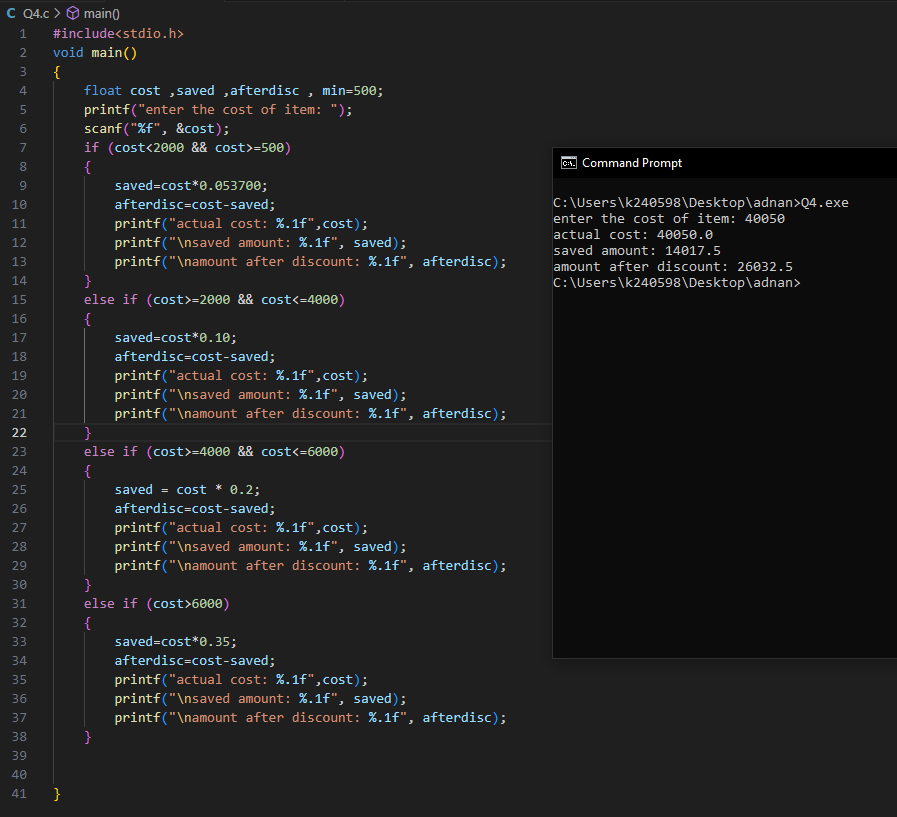 C Q4.c > main()
1 #include<stdio.h>
2 void main()
3 {
4 float cost ,saved ,afterdisc , min=500;
5 printf("enter the cost of item: ");
6 scanf("%f", &cost);
7 if (cost<2000 && cost>=500)
8 {
9 saved=cost*0.053700;
10 afterdisc=cost-saved;
11 printf("actual cost: %.1f",cost);
12 printf("\nsaved amount: %.1f", saved);
13 printf("\namount after discount: %.1f", afterdisc);
14 }
15 else if (cost>=2000 && cost<=4000)
16 {
17 saved=cost*0.10;
18 afterdisc=cost-saved;
19 printf("actual cost: %.1f",cost);
20 printf("\nsaved amount: %.1f", saved);
21 printf("\namount after discount: %.1f", afterdisc);
22 }
23 else if (cost>=4000 && cost<=6000)
24 {
25 saved = cost * 0.2;
26 afterdisc=cost-saved;
27 printf("actual cost: %.1f",cost);
28 printf("\nsaved amount: %.1f", saved);
29 printf("\namount after discount: %.1f", afterdisc);
30 }
31 else if (cost>6000)
32 {
33 saved=cost*0.35;
34 afterdisc=cost-saved;
35 printf("actual cost: %.1f",cost);
36 printf("\nsaved amount: %.1f", saved);
37 printf("\namount after discount: %.1f", afterdisc);
38 }
39
40
41 }
Command Prompt
C:\Users\k240598\Desktop\adnan>Q4.exe
enter the cost of item: 40050
actual cost: 40050.0
saved amount: 14017.5
amount after discount: 26032.5
C:\Users\k240598\Desktop\adnan>